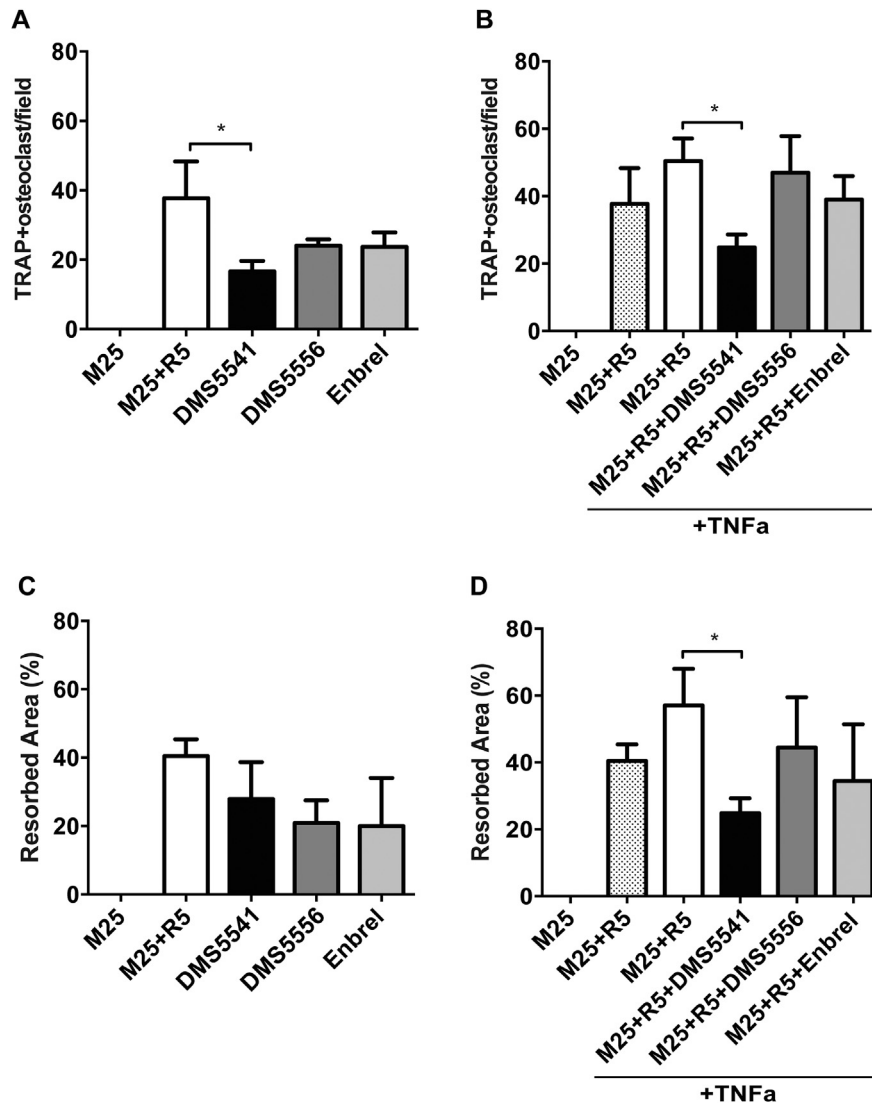 A
TRAP+osteoclast/field
80
60
40
20
0
*
M25
M25+R5
DMS5541
DMS5556
Enbrel
B
TRAP+osteoclast/field
80
60
40
20
0
*
M25
M25+R5
M25+R5
M25+R5+DMS5541
M25+R5+DMS5556
M25+R5+Enbrel
+TNFa
C
Resorbed Area (%)
80
60
40
20
0
M25
M25+R5
DMS5541
DMS5556
Enbrel
D
Resorbed Area (%)
80
60
40
20
0
*
M25
M25+R5
M25+R5
M25+R5+DMS5541
M25+R5+DMS5556
M25+R5+Enbrel
+TNFa